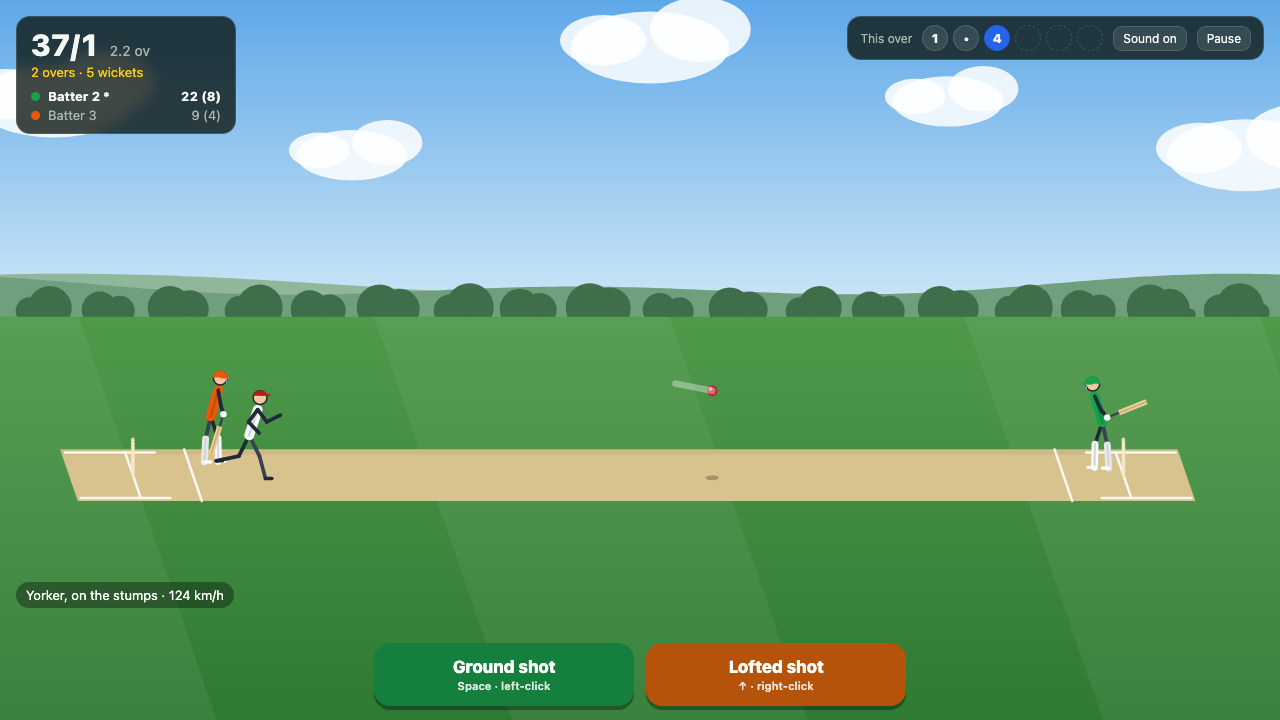 37/1 2.2 ov
2 overs · 5 wickets
Batter 2 * 22 (8)
Batter 3 9 (4)
This over 1 • 4 Sound on Pause
Yorker, on the stumps · 124 km/h
Ground shot
Space · left-click
Lofted shot
↑ · right-click